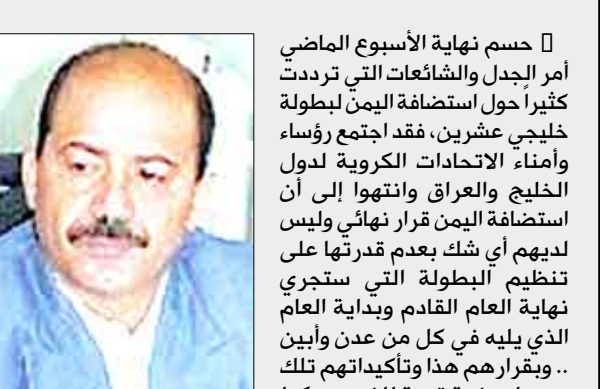 حسم نهاية الأسبوع الماضي
أمر الجدل والشائعات التي ترددت
كثيراً حول استضافة اليمن لبطولة
خليجي عشرين، فقد اجتمع رؤساء
وأمناء الاتحادات الكروية لدول
الخليج والعراق وانتهوا إلى أن
استضافة اليمن قرار نهائي وليس
لديهم أي شك بعدم قدرتها على
تنظيم البطولة التي ستجري
نهاية العام القادم وبداية العام
الذي يليه في كل من عدن وأبين
.. وبقرارهم هذا وتأكيداتهم تلك